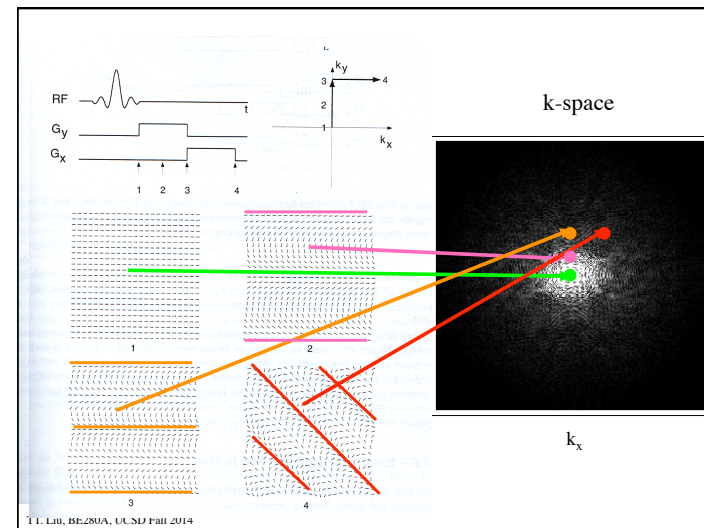 RF
t
Gy
Gx
1 2 3 4
ky
3 4
2
1
kx
k-space
1
2
3
4
kx
TT. Liu, BE280A, UCSD Fall 2014